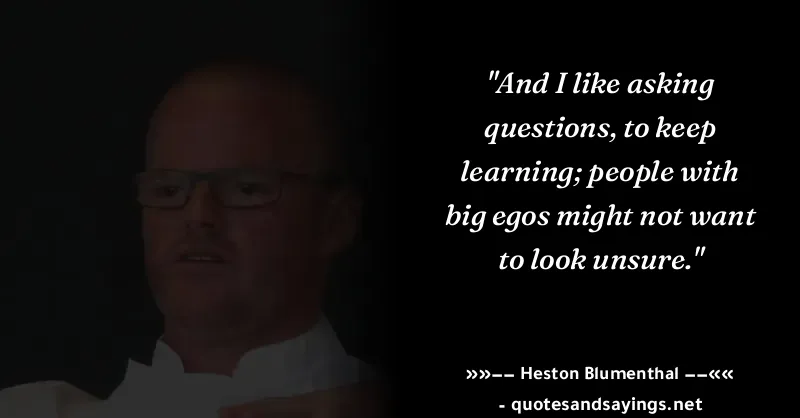 "And I like asking
questions, to keep
learning; people with
big egos might not want
to look unsure."
»»—— Heston Blumenthal ——««
- quotesandsayings.net